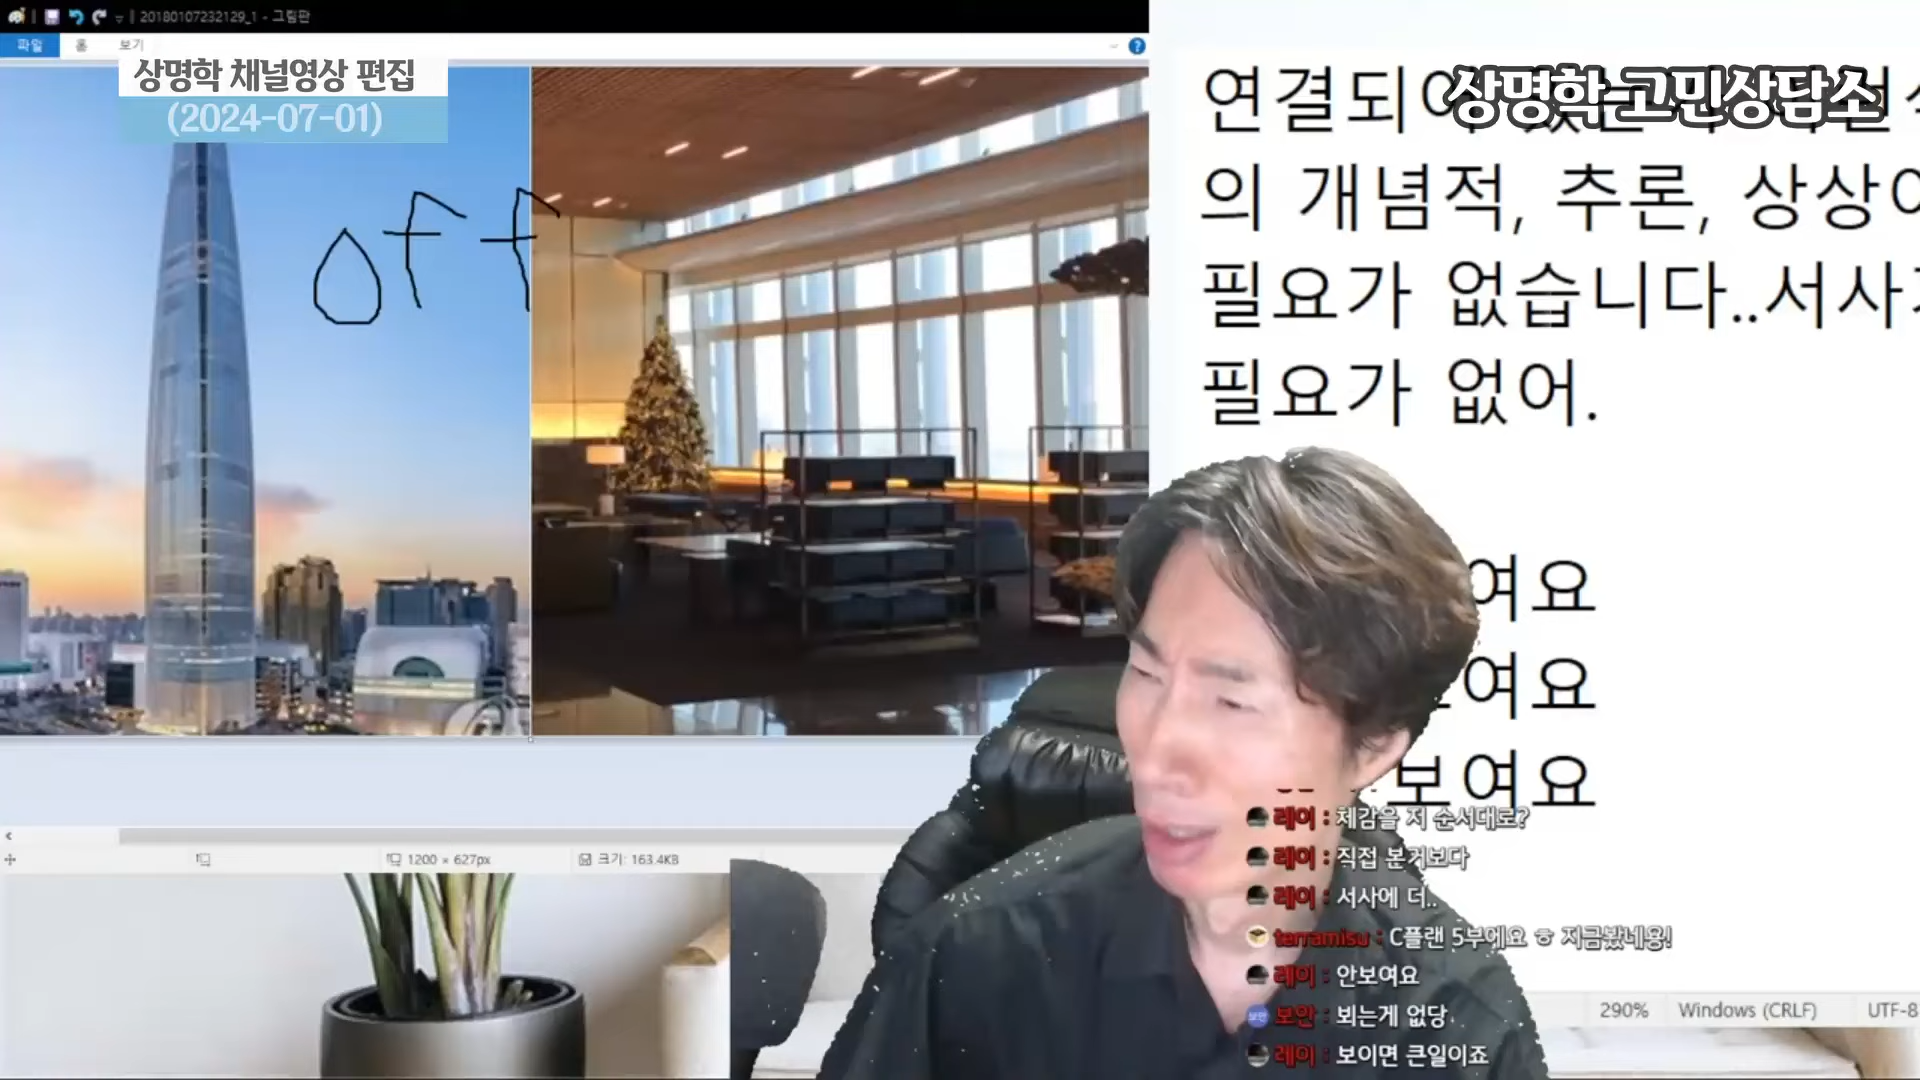 20180107232129_1 - 그림판
파일 홈 보기
상명학 채널영상 편집
(2024-07-01)
off
상명학 고민상담소
연결되어
의 개념적, 추론, 상상이
필요가 없습니다..서사가
필요가 없어.
여요
여요
보여요
레이 : 체감을 저 순서대로?
레이 : 직접 본거보다
레이 : 서사에 더..
terramisu : C플랜 5부에요 ㅎ 지금봤네용!
레이 : 안보여요
보만 : 뵈는게 없당
레이 : 보이면 큰일이죠
1200 × 627px 크기: 163.4KB
290% Windows (CRLF) UTF-8